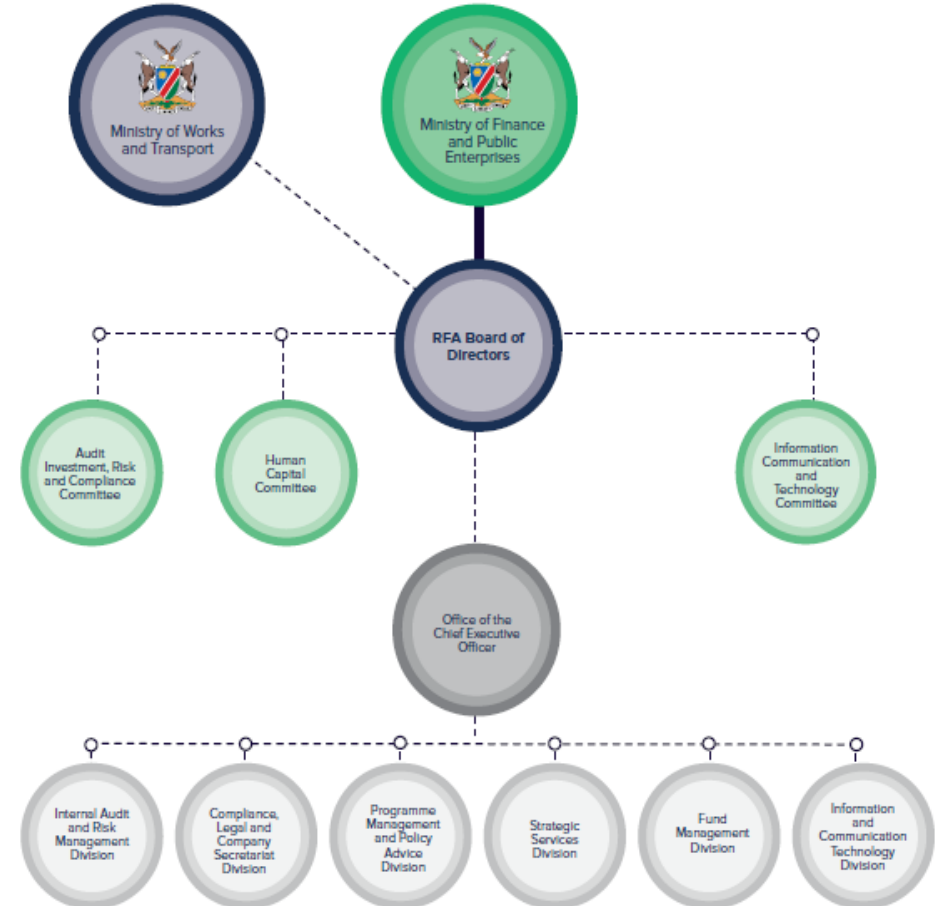 Ministry of Works
and Transport
Ministry of Finance
and Public
Enterprises
RFA Board of
Directors
Audit
Investment, Risk
and Compliance
Committee
Human
Capital
Committee
Information
Communication
and
Technology
Committee
Office of the
Chief Executive
Officer
Internal Audit
and Risk
Management
Division
Compliance,
Legal and
Company
Secretariat
Division
Programme
Management
and Policy
Advice
Division
Strategic
Services
Division
Fund
Management
Division
Information
and
Communication
Technology
Division